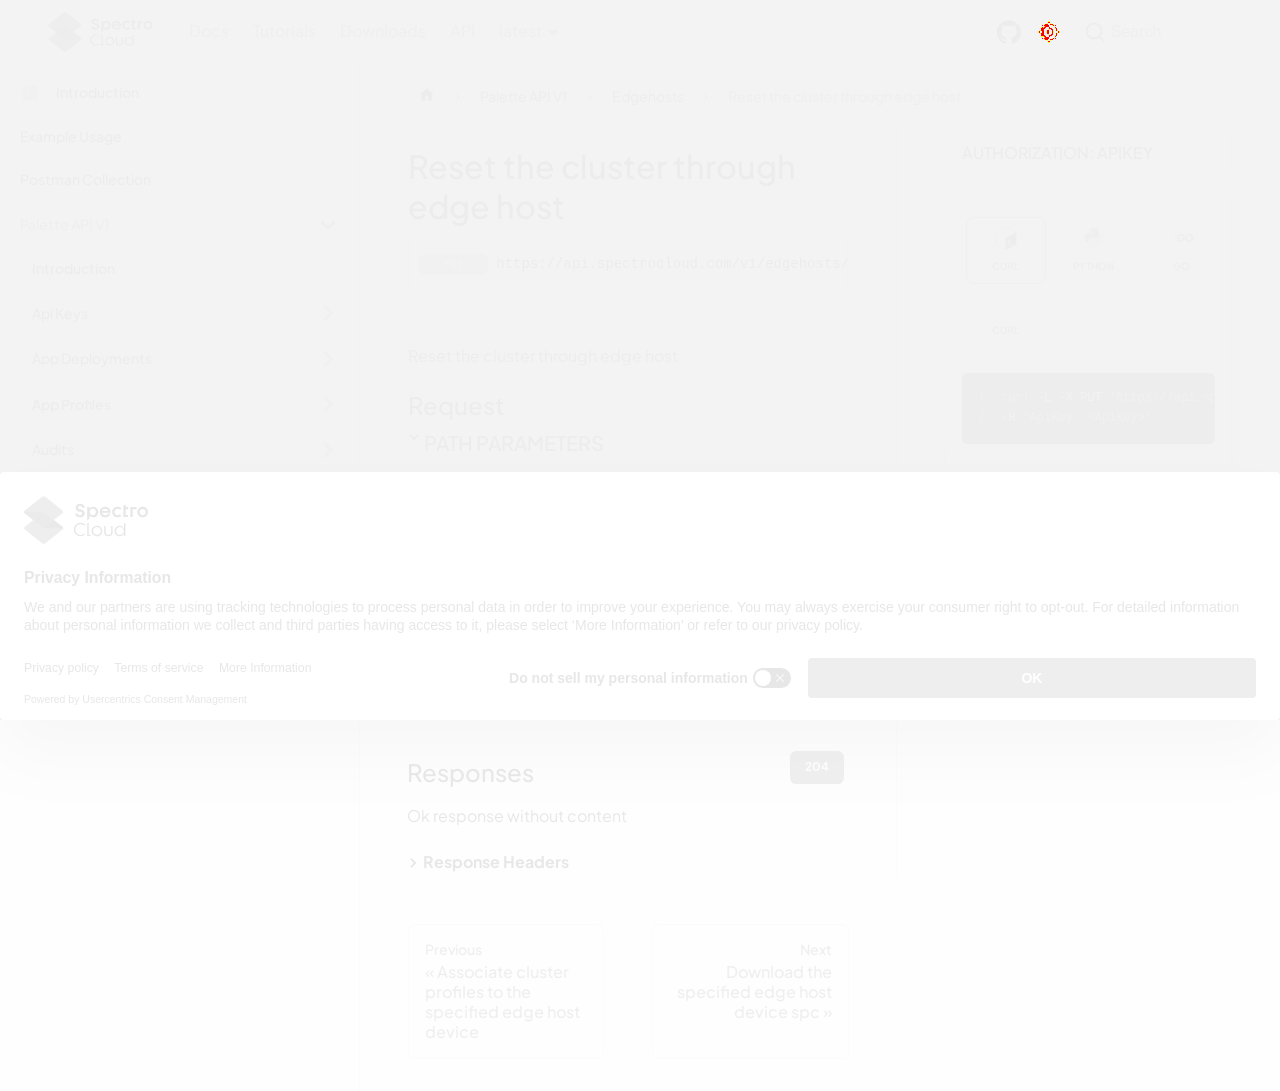 Spectro
Cloud
Docs Tutorials Downloads API latest
Search
Introduction
Palette API V1 Edgehosts Reset the cluster through edge host
Example Usage
AUTHORIZATION: APIKEY
Postman Collection
Reset the cluster through
edge host
Palette API V1
CURL PYTHON GO
https://api.spectrocloud.com/v1/edgehosts/
Introduction
Api Keys
CURL
App Deployments
Reset the cluster through edge host
App Profiles
Request
PUT
Audits
PATH PARAMETERS
Spectro
Cloud
Privacy Information
We and our partners are using tracking technologies to process personal data in order to improve your experience. You may always exercise your consumer right to opt-out. For detailed information
about personal information we collect and third parties having access to it, please select 'More Information' or refer to our privacy policy.
Privacy policy Terms of service More Information
Do not sell my personal information
OK
Powered by Usercentrics Consent Management
Responses
204
Ok response without content
Response Headers
Previous
« Associate cluster
profiles to the
specified edge host
device
Next
Download the
specified edge host
device spc »